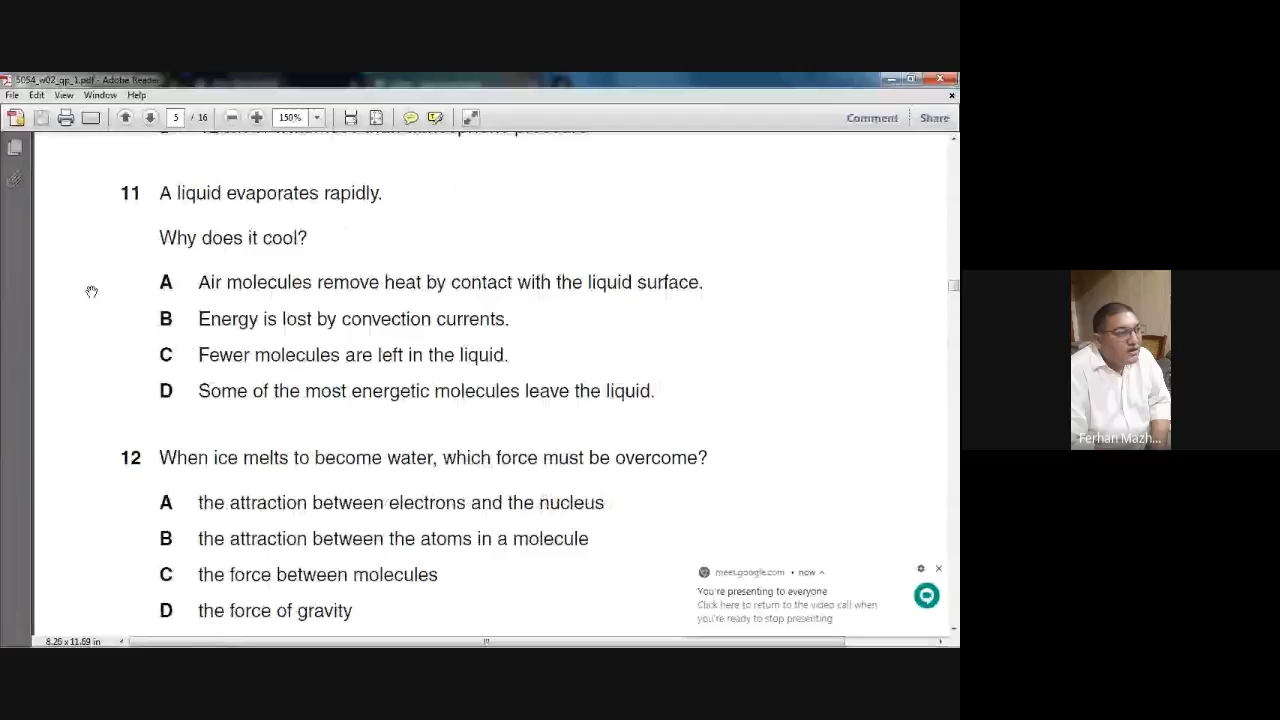 5054_w02_qp_1.pdf - Adobe Reader
File Edit View Window Help
5 / 16 150% Comment Share
11 A liquid evaporates rapidly.
Why does it cool?
A Air molecules remove heat by contact with the liquid surface.
B Energy is lost by convection currents.
C Fewer molecules are left in the liquid.
D Some of the most energetic molecules leave the liquid.
12 When ice melts to become water, which force must be overcome?
A the attraction between electrons and the nucleus
B the attraction between the atoms in a molecule
C the force between molecules
D the force of gravity
meet.google.com • now
You're presenting to everyone
Click here to return to the video call when
you're ready to stop presenting
8.26 x 11.69 in
Ferhan Mazh...